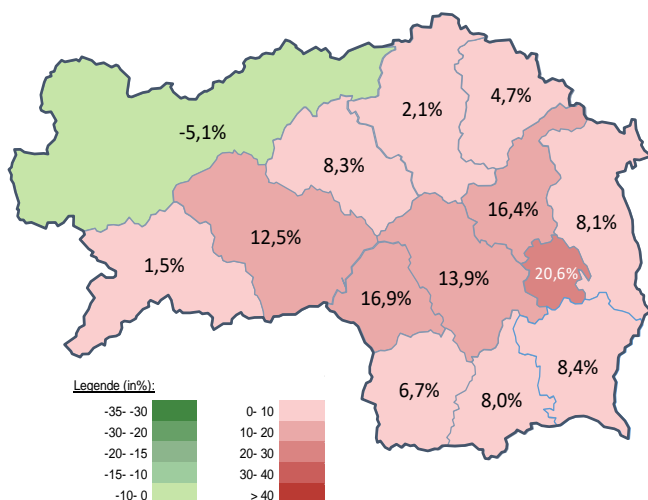 2,1%
4,7%
-5,1%
8,3%
16,4%
8,1%
12,5%
1,5%
13,9%
20,6%
16,9%
8,4%
6,7%
8,0%
Legende (in%):
-35- -30 0- 10
-30- -20 10- 20
-20- -15 20- 30
-15- -10 30- 40
-10- 0 > 40